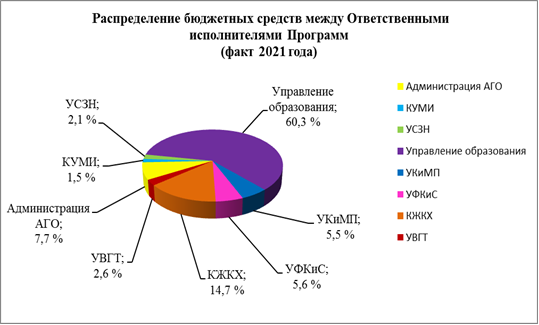 Распределение бюджетных средств между Ответственными
исполнителями Программ
(факт 2021 года)
УСЗН;
2,1 %
Управление
образования;
60,3 %
КУМИ;
1,5 %
Администрация
АГО;
7,7 %
УВГТ;
2,6 %
КЖКХ;
14,7 %
УФКиС;
5,6 %
УКиМП;
5,5 %
Администрация АГО
КУМИ
УСЗН
Управление образования
УКиМП
УФКиС
КЖКХ
УВГТ